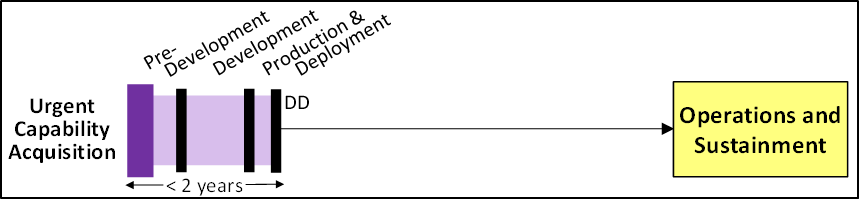 Pre-
Development
Development
Production &
Deployment
Urgent
Capability
Acquisition
DD
Operations and
Sustainment
< 2 years